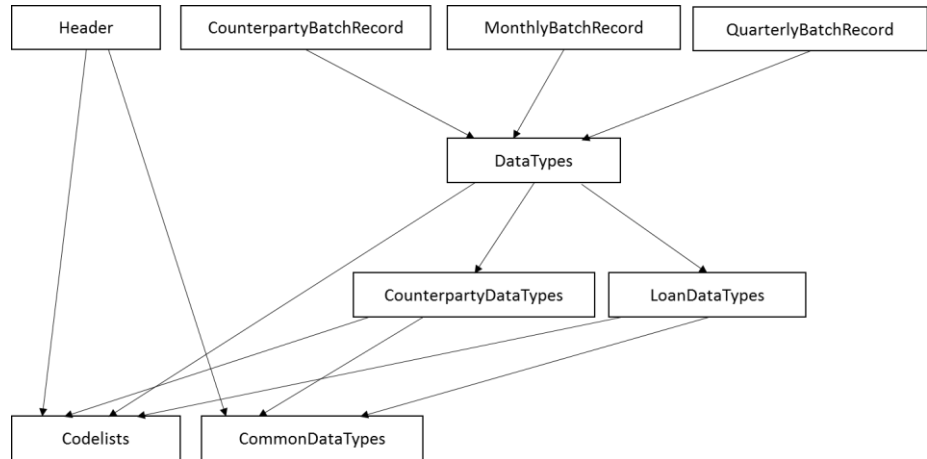 Header
CounterpartyBatchRecord
MonthlyBatchRecord
QuarterlyBatchRecord
DataTypes
CounterpartyDataTypes
LoanDataTypes
Codelists
CommonDataTypes